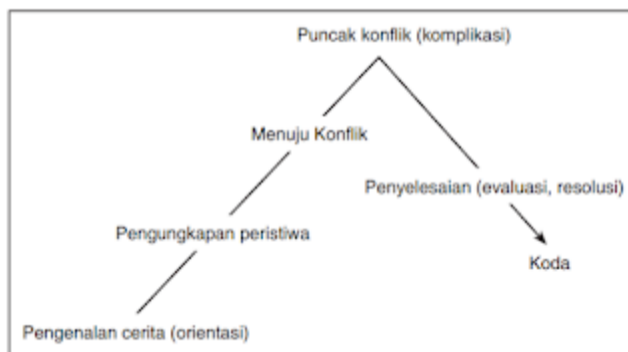 Puncak konflik (komplikasi)
Menuju Konflik
Penyelesaian (evaluasi, resolusi)
Pengungkapan peristiwa
Koda
Pengenalan cerita (orientasi)